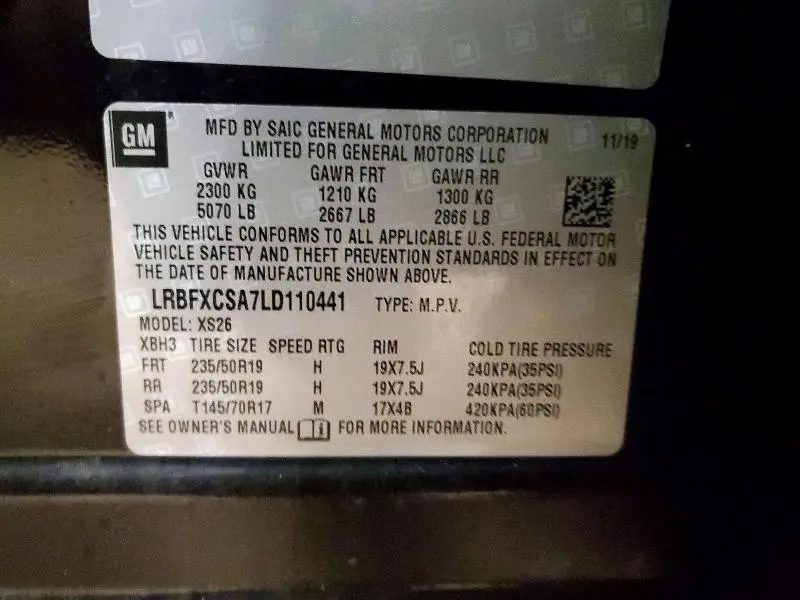 GM
MFD BY SAIC GENERAL MOTORS CORPORATION 11/19
LIMITED FOR GENERAL MOTORS LLC
GVWR GAWR FRT GAWR RR
2300 KG 1210 KG 1300 KG
5070 LB 2667 LB 2866 LB
THIS VEHICLE CONFORMS TO ALL APPLICABLE U.S. FEDERAL MOTOR
VEHICLE SAFETY AND THEFT PREVENTION STANDARDS IN EFFECT ON
THE DATE OF MANUFACTURE SHOWN ABOVE.
LRBFXCSA7LD110441 TYPE: M.P.V.
MODEL: XS26
XBH3 TIRE SIZE SPEED RTG RIM COLD TIRE PRESSURE
FRT 235/50R19 H 19X7.5J 240KPA(35PSI)
RR 235/50R19 H 19X7.5J 240KPA(35PSI)
SPA T145/70R17 M 17X4B 420KPA(60PSI)
SEE OWNER'S MANUAL FOR MORE INFORMATION.